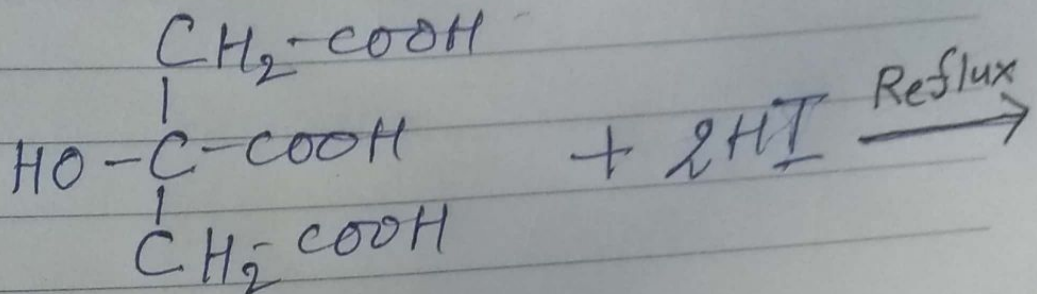 CH₂-COOH
|
HO-C-COOH + 2HI Reflux →
|
CH₂-COOH